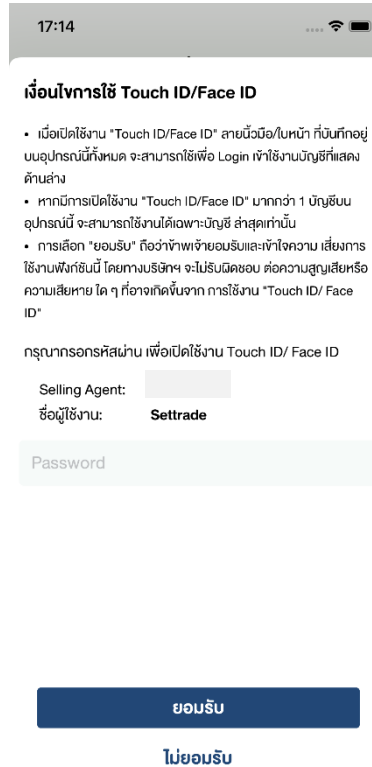 17:14
เงื่อนไขการใช้ Touch ID/Face ID
• เมื่อเปิดใช้งาน "Touch ID/Face ID" ลายนิ้วมือ/ใบหน้า ที่บันทึกอยู่
บนอุปกรณ์นี้ทั้งหมด จะสามารถใช้เพื่อ Login เข้าใช้งานบัญชีที่แสดง
ด้านล่าง
• หากมีการเปิดใช้งาน "Touch ID/Face ID" มากกว่า 1 บัญชีบน
อุปกรณ์นี้ จะสามารถใช้งานได้เฉพาะบัญชี ล่าสุดเท่านั้น
• การเลือก "ยอมรับ" ถือว่าข้าพเจ้ายอมรับและเข้าใจความ เสี่ยงการ
ใช้งานฟังก์ชันนี้ โดยทางบริษัทฯ จะไม่รับผิดชอบ ต่อความสูญเสียหรือ
ความเสียหาย ใด ๆ ที่อาจเกิดขึ้นจาก การใช้งาน "Touch ID/ Face
ID"
กรุณากรอกรหัสผ่าน เพื่อเปิดใช้งาน Touch ID/ Face ID
Selling Agent:
ชื่อผู้ใช้งาน: Settrade
Password
ยอมรับ
ไม่ยอมรับ